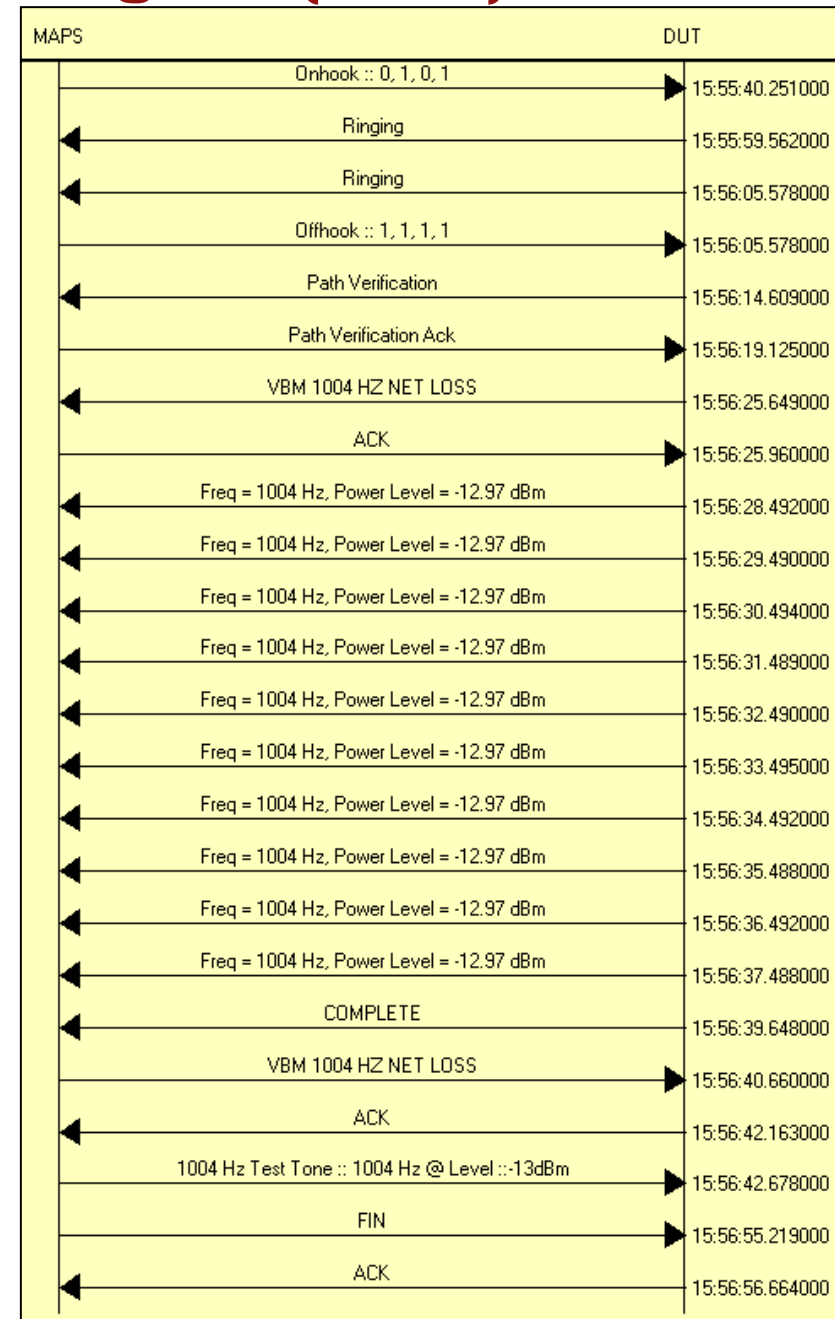 MAPS DUT
Onhook :: 0, 1, 0, 1
15:55:40.251000
Ringing
15:55:59.562000
Ringing
15:56:05.578000
Offhook :: 1, 1, 1, 1
15:56:05.578000
Path Verification
15:56:14.609000
Path Verification Ack
15:56:19.125000
VBM 1004 HZ NET LOSS
15:56:25.649000
ACK
15:56:25.960000
Freq = 1004 Hz, Power Level = -12.97 dBm
15:56:28.492000
Freq = 1004 Hz, Power Level = -12.97 dBm
15:56:29.490000
Freq = 1004 Hz, Power Level = -12.97 dBm
15:56:30.494000
Freq = 1004 Hz, Power Level = -12.97 dBm
15:56:31.489000
Freq = 1004 Hz, Power Level = -12.97 dBm
15:56:32.490000
Freq = 1004 Hz, Power Level = -12.97 dBm
15:56:33.495000
Freq = 1004 Hz, Power Level = -12.97 dBm
15:56:34.492000
Freq = 1004 Hz, Power Level = -12.97 dBm
15:56:35.488000
Freq = 1004 Hz, Power Level = -12.97 dBm
15:56:36.492000
Freq = 1004 Hz, Power Level = -12.97 dBm
15:56:37.488000
COMPLETE
15:56:39.648000
VBM 1004 HZ NET LOSS
15:56:40.660000
ACK
15:56:42.163000
1004 Hz Test Tone :: 1004 Hz @ Level ::-13dBm
15:56:42.678000
FIN
15:56:55.219000
ACK
15:56:56.664000